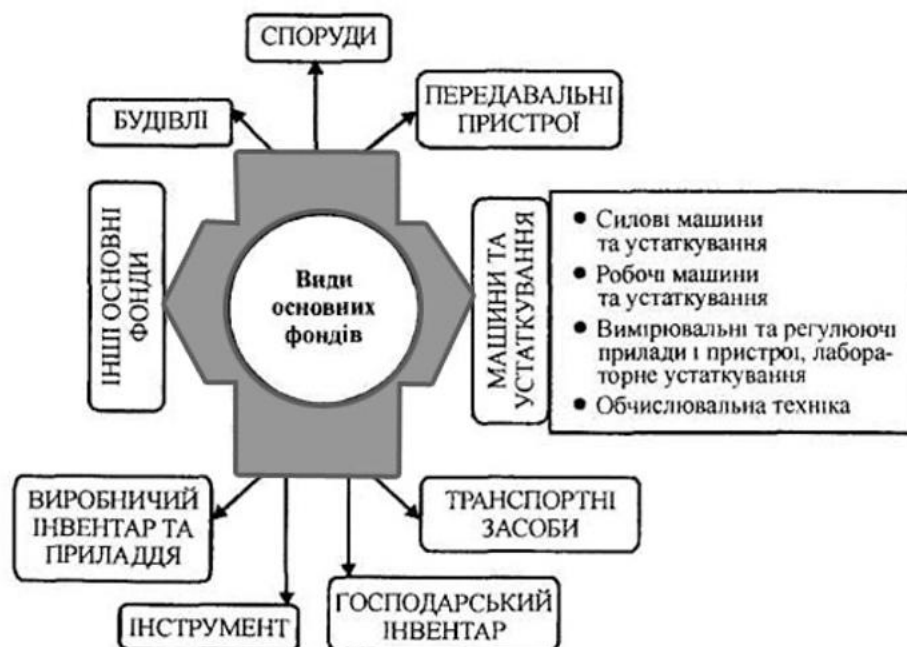 СПОРУДИ
БУДІВЛІ
ПЕРЕДАВАЛЬНІ
ПРИСТРОЇ
ІНШІ ОСНОВНІ
ФОНДИ
Види
основних
фондів
МАШИНИ ТА
УСТАТКУВАННЯ
● Силові машини
та устаткування
● Робочі машини
та устаткування
● Вимірювальні та регулюючі
прилади і пристрої, лабора-
торне устаткування
● Обчислювальна техніка
ВИРОБНИЧИЙ
ІНВЕНТАР ТА
ПРИЛАДДЯ
ТРАНСПОРТНІ
ЗАСОБИ
ІНСТРУМЕНТ
ГОСПОДАРСЬКИЙ
ІНВЕНТАР